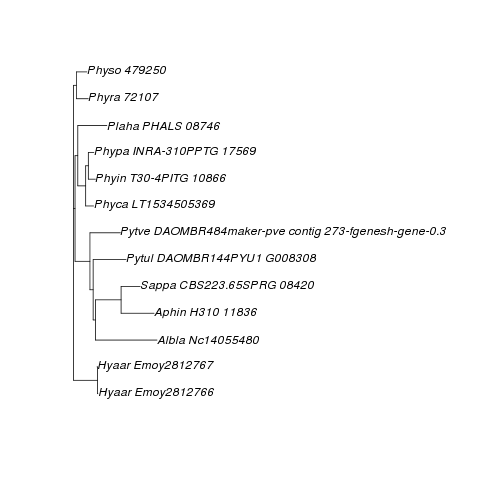 Physo 479250
Phyra 72107
Plaha PHALS 08746
Phypa INRA-310PPTG 17569
Phyin T30-4PITG 10866
Phyca LT1534505369
Pytve DAOMBR484maker-pve contig 273-fgenesh-gene-0.3
Pytul DAOMBR144PYU1 G008308
Sappa CBS223.65SPRG 08420
Aphin H310 11836
Albla Nc14055480
Hyaar Emoy2812767
Hyaar Emoy2812766